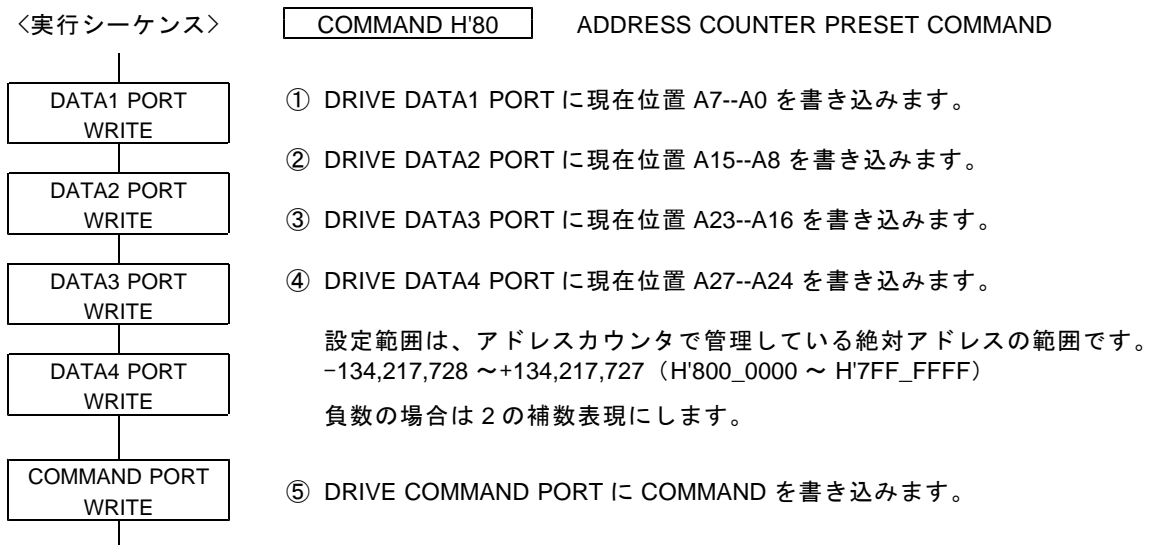 〈実行シーケンス〉 COMMAND H'80 ADDRESS COUNTER PRESET COMMAND
DATA1 PORT
WRITE
① DRIVE DATA1 PORT に現在位置 A7--A0 を書き込みます。
② DRIVE DATA2 PORT に現在位置 A15--A8 を書き込みます。
DATA2 PORT
WRITE
③ DRIVE DATA3 PORT に現在位置 A23--A16 を書き込みます。
DATA3 PORT
WRITE
④ DRIVE DATA4 PORT に現在位置 A27--A24 を書き込みます。
設定範囲は、アドレスカウンタで管理している絶対アドレスの範囲です。
−134,217,728 ～+134,217,727（H'800_0000 ～ H'7FF_FFFF）
負数の場合は 2 の補数表現にします。
DATA4 PORT
WRITE
COMMAND PORT
WRITE
⑤ DRIVE COMMAND PORT に COMMAND を書き込みます。